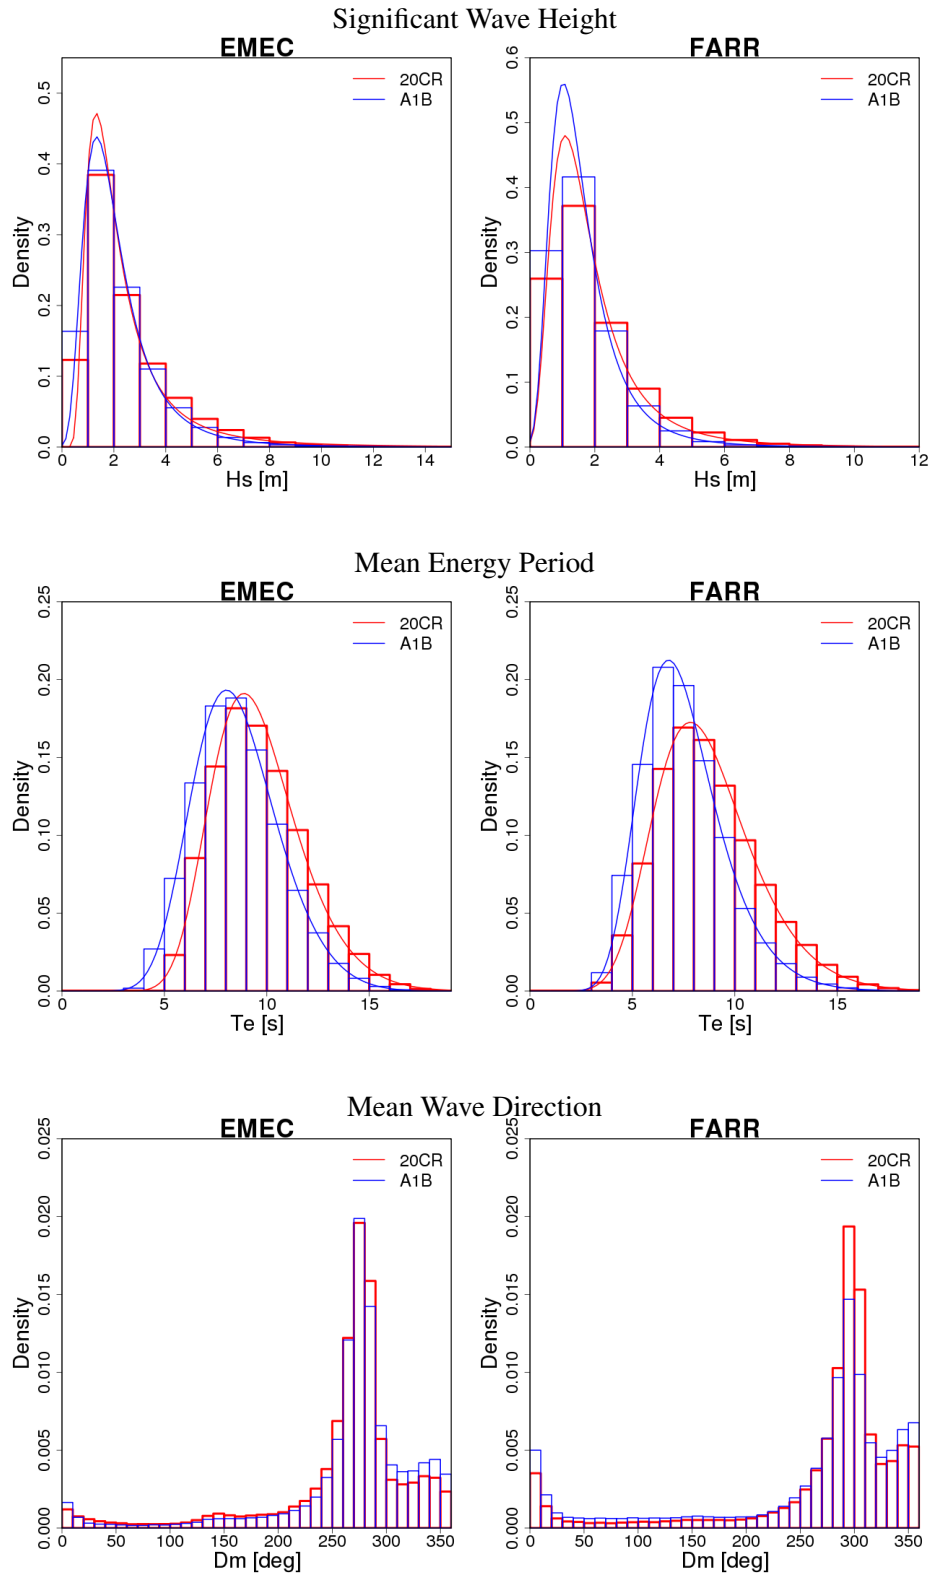 Significant Wave Height
EMEC
FARR
20CR
A1B
20CR
A1B
Density
0.0 0.1 0.2 0.3 0.4 0.5
0 2 4 6 8 10 12 14
Hs [m]
Density
0.0 0.1 0.2 0.3 0.4 0.5 0.6
0 2 4 6 8 10 12
Hs [m]
Mean Energy Period
EMEC
FARR
20CR
A1B
20CR
A1B
Density
0.00 0.05 0.10 0.15 0.20 0.25
0 5 10 15
Te [s]
Density
0.00 0.05 0.10 0.15 0.20 0.25
0 5 10 15
Te [s]
Mean Wave Direction
EMEC
FARR
20CR
A1B
20CR
A1B
Density
0.000 0.005 0.010 0.015 0.020 0.025
0 50 100 150 200 250 300 350
Dm [deg]
Density
0.000 0.005 0.010 0.015 0.020 0.025
0 50 100 150 200 250 300 350
Dm [deg]